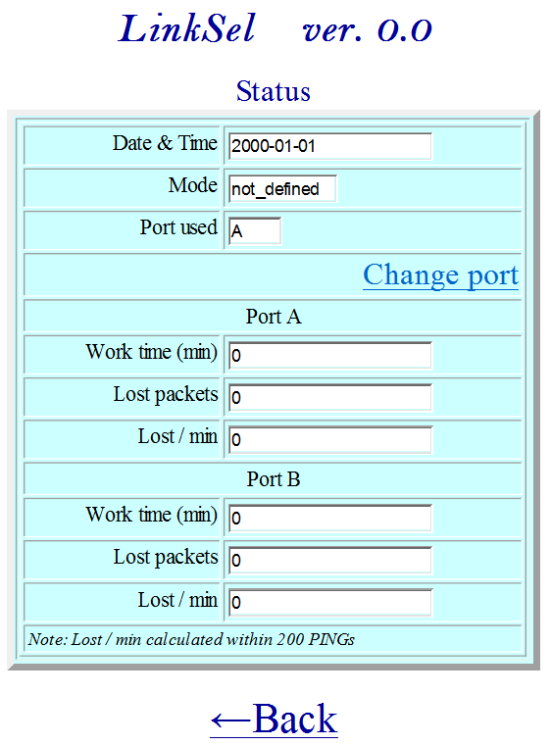 LinkSel ver. 0.0
Status
Date & Time 2000-01-01
Mode not_defined
Port used A
Change port
Port A
Work time (min) 0
Lost packets 0
Lost / min 0
Port B
Work time (min) 0
Lost packets 0
Lost / min 0
Note: Lost / min calculated within 200 PINGs
←Back